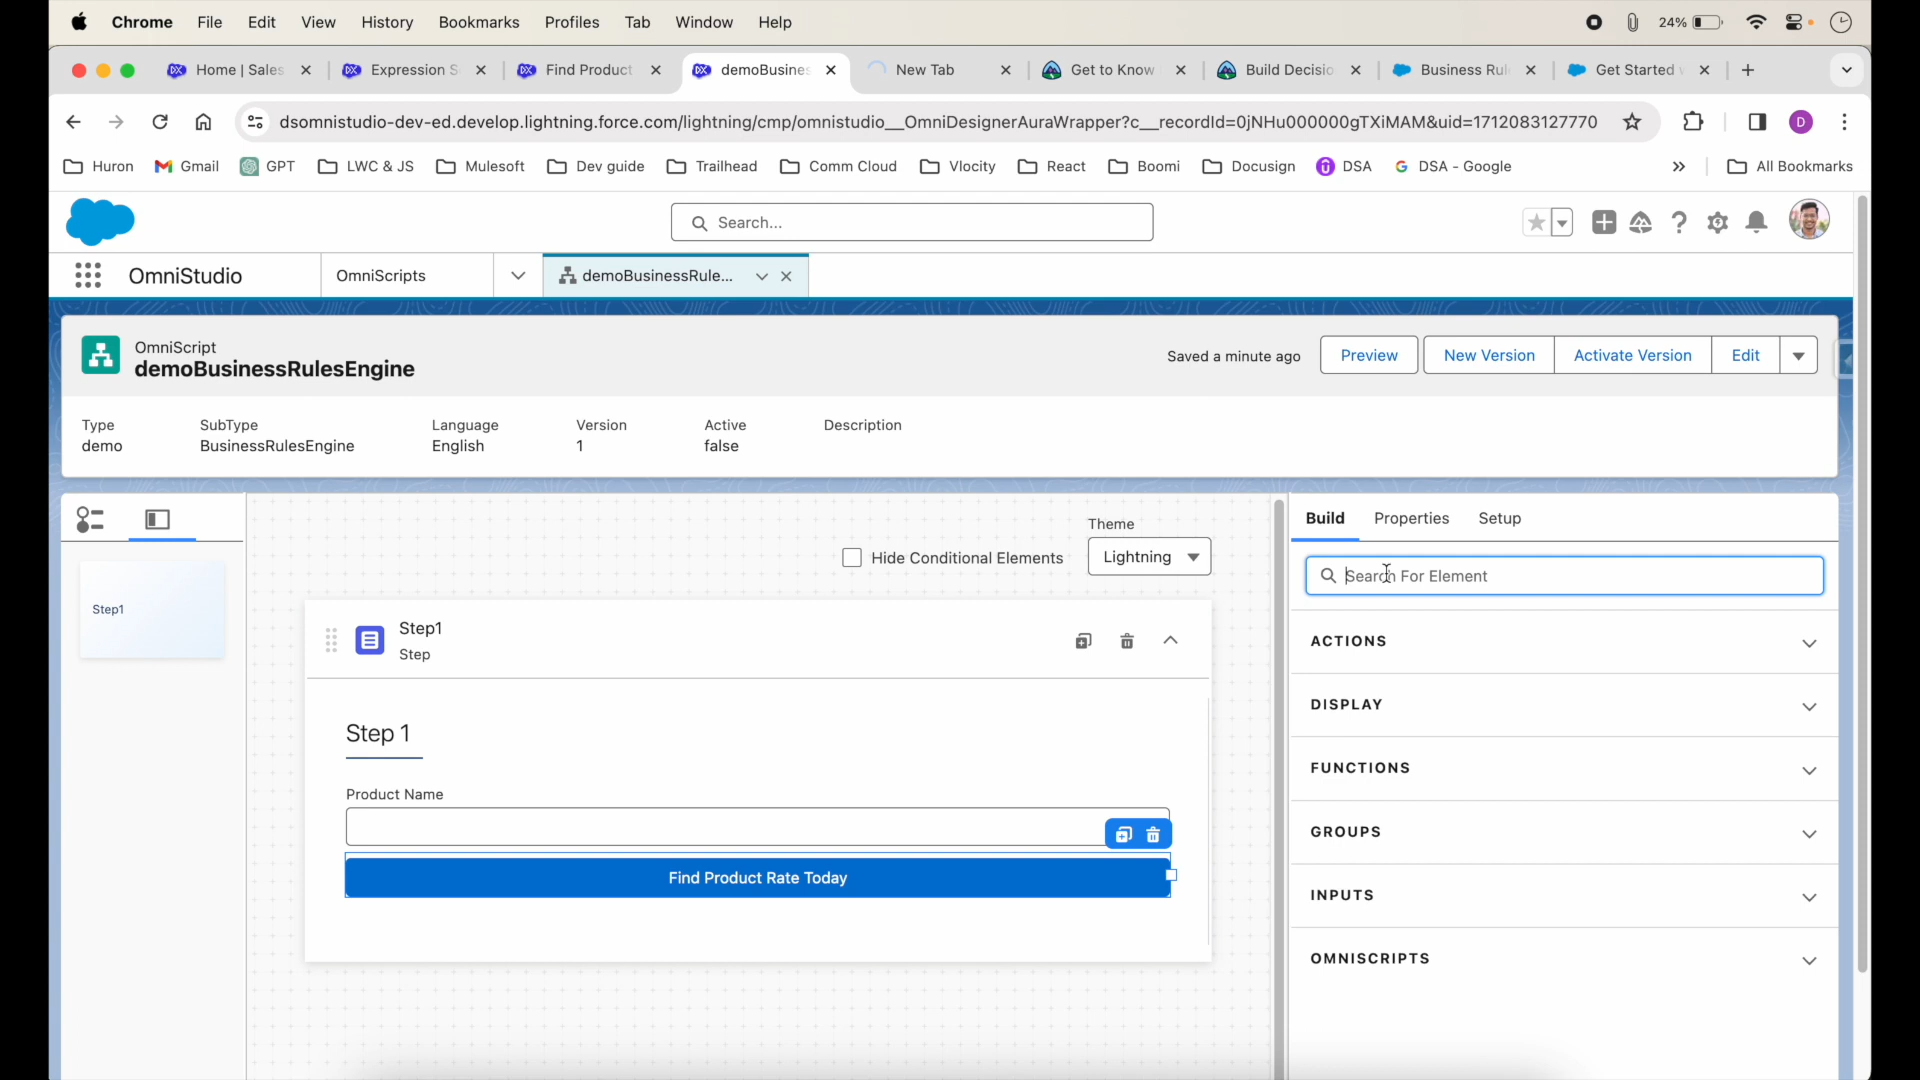 Chrome File Edit View History Bookmarks Profiles Tab Window Help 24%
Home | Sales Expression S Find Product demoBusines New Tab Get to Know Build Decisio Business Rul Get Started
dsomnistudio-dev-ed.develop.lightning.force.com/lightning/cmp/omnistudio__OmniDesignerAuraWrapper?c__recordId=0jNHu000000gTXiMAM&uid=1712083127770 D
Huron Gmail GPT LWC & JS Mulesoft Dev guide Trailhead Comm Cloud Vlocity React Boomi Docusign DSA DSA - Google » All Bookmarks
Search...
OmniStudio OmniScripts demoBusinessRule...
OmniScript
demoBusinessRulesEngine
Saved a minute ago Preview New Version Activate Version Edit
Type SubType Language Version Active Description
demo BusinessRulesEngine English 1 false
Build Properties Setup
Theme
Hide Conditional Elements Lightning
Search For Element
Step1
Step1
Step
ACTIONS
DISPLAY
FUNCTIONS
GROUPS
INPUTS
OMNISCRIPTS
Step 1
Product Name
Find Product Rate Today